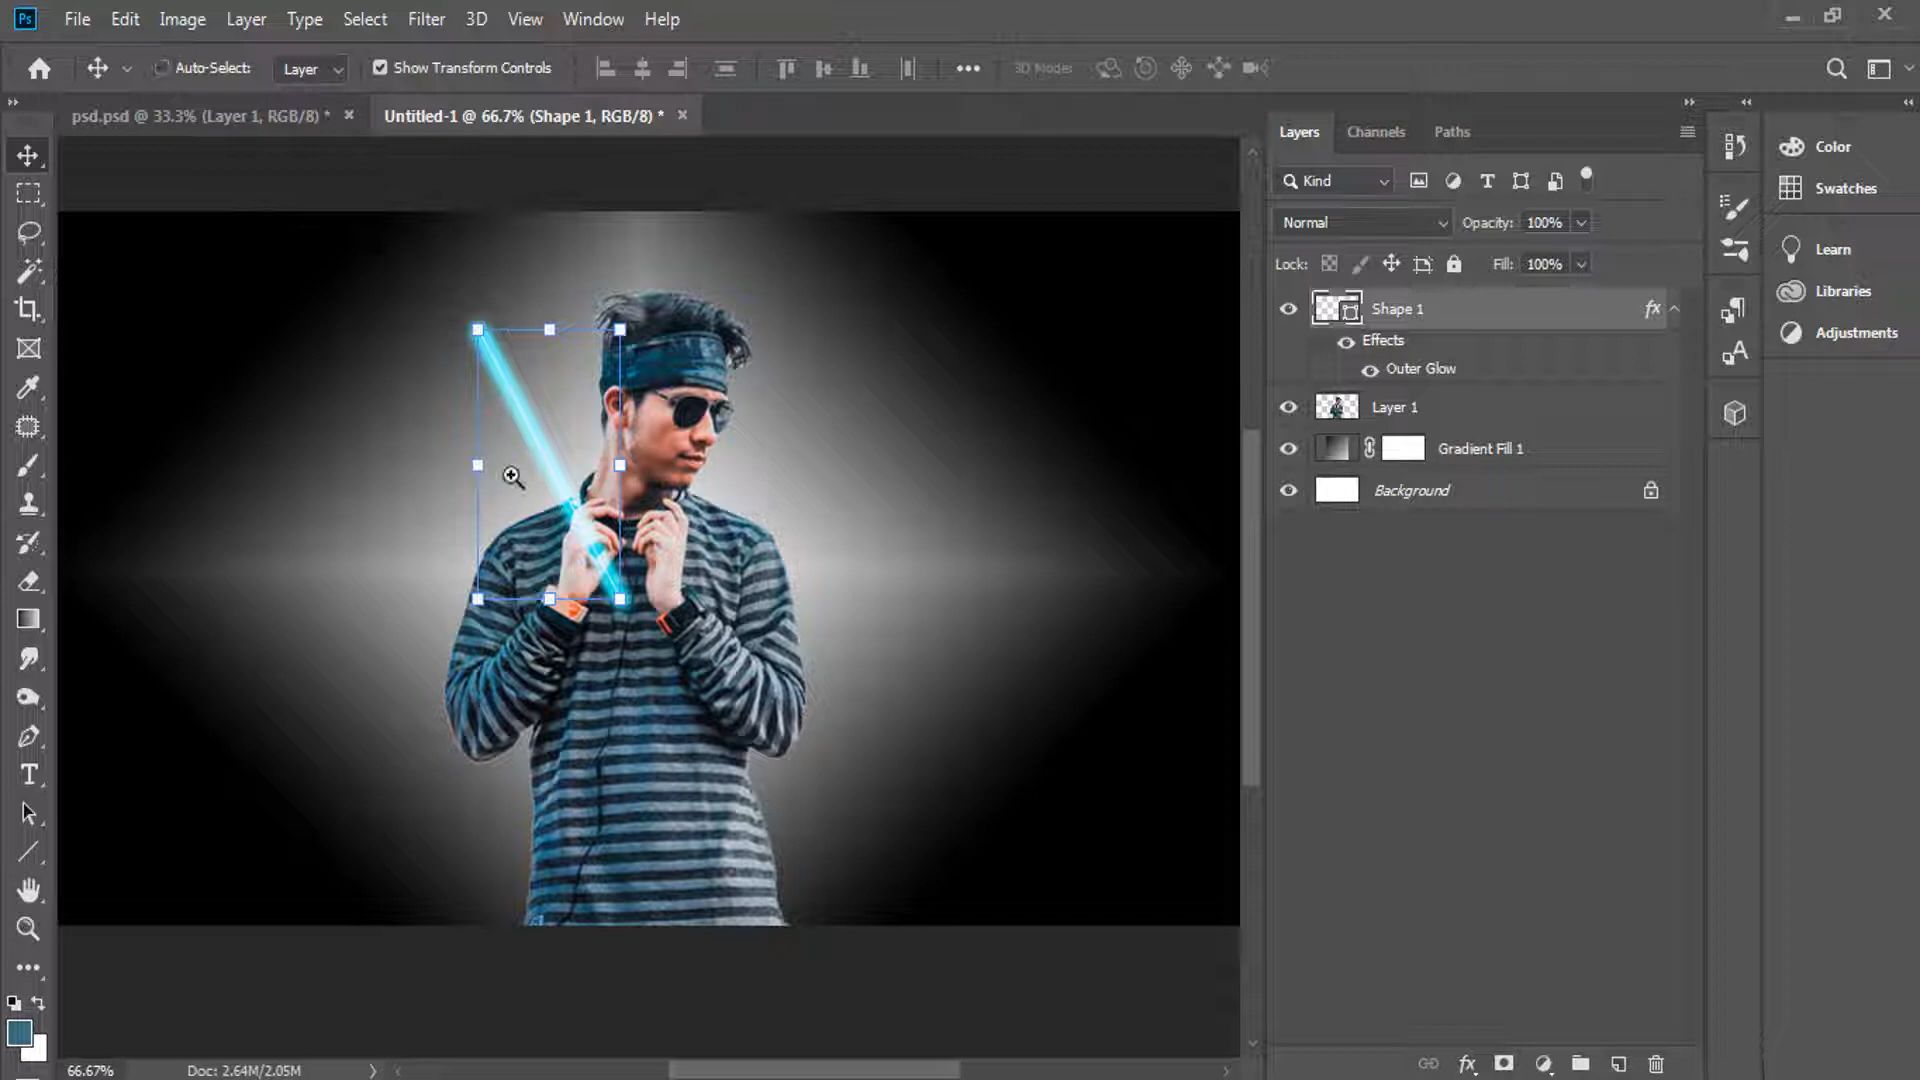 Ps File Edit Image Layer Type Select Filter 3D View Window Help
Auto-Select: Layer Show Transform Controls 3D Mode:
psd.psd @ 33.3% (Layer 1, RGB/8) * Untitled-1 @ 66.7% (Shape 1, RGB/8) *
Layers Channels Paths
Color
Kind
Swatches
Normal Opacity: 100%
Learn
Lock: Fill: 100%
Libraries
Shape 1 fx
Adjustments
Effects
Outer Glow
Layer 1
Gradient Fill 1
Background
66.67% Doc: 2.64M/2.05M
fx